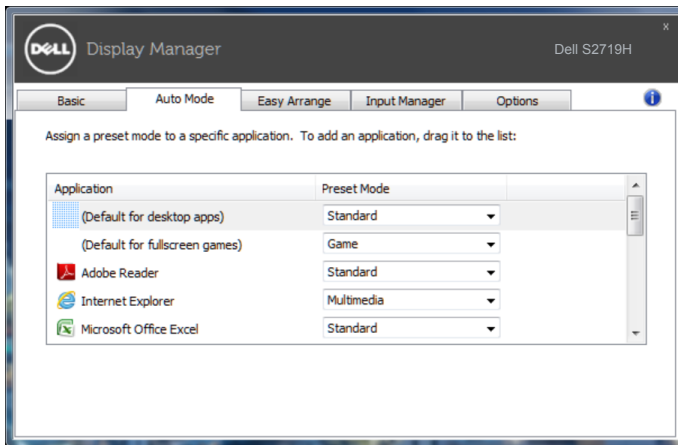 DELL Display Manager Dell S2719H x
Basic Auto Mode Easy Arrange Input Manager Options i
Assign a preset mode to a specific application. To add an application, drag it to the list:
Application Preset Mode
(Default for desktop apps) Standard
(Default for fullscreen games) Game
Adobe Reader Standard
Internet Explorer Multimedia
Microsoft Office Excel Standard